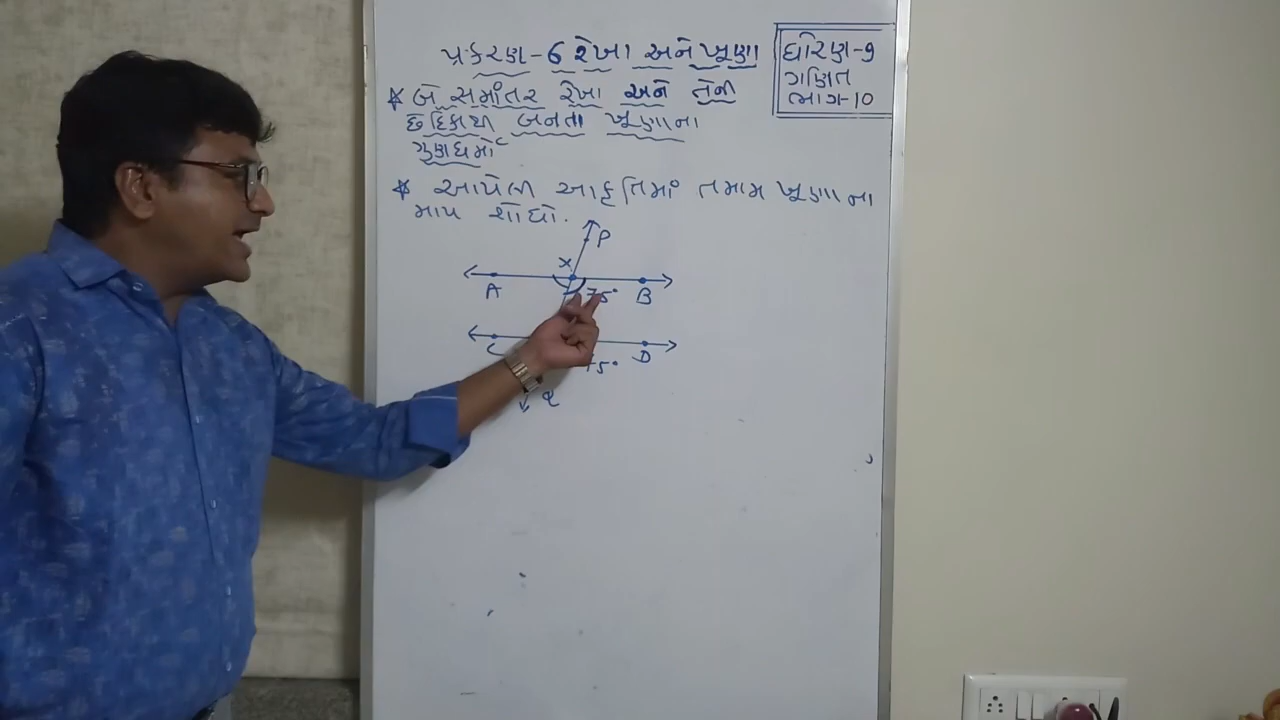 પ્રકરણ-6 રેખા અને ખૂણા
ધોરણ-9
ગણિત
ભાગ-10
* બે સમાંતર રેખા અને તેની
છેદિકાથી બનતા ખૂણાના
ગુણધર્મો
* આપેલી આકૃતિમાં તમામ ખૂણાના
માપ શોધો.
P
X
A 75° B
C 75° D
Q